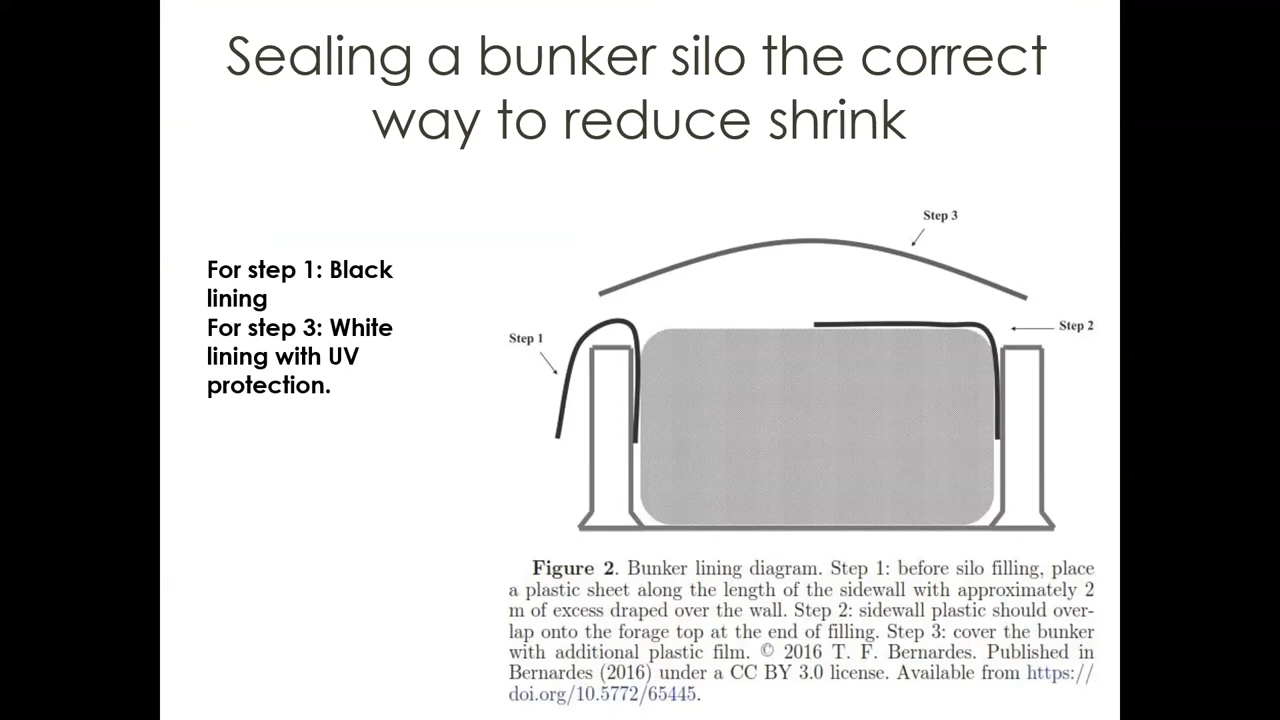 Sealing a bunker silo the correct
way to reduce shrink
For step 1: Black
lining
For step 3: White
lining with UV
protection.
Step 3
Step 1
Step 2
Figure 2. Bunker lining diagram. Step 1: before silo filling, place
a plastic sheet along the length of the sidewall with approximately 2
m of excess draped over the wall. Step 2: sidewall plastic should over-
lap onto the forage top at the end of filling. Step 3: cover the bunker
with additional plastic film. © 2016 T. F. Bernardes. Published in
Bernardes (2016) under a CC BY 3.0 license. Available from https://
doi.org/10.5772/65445.